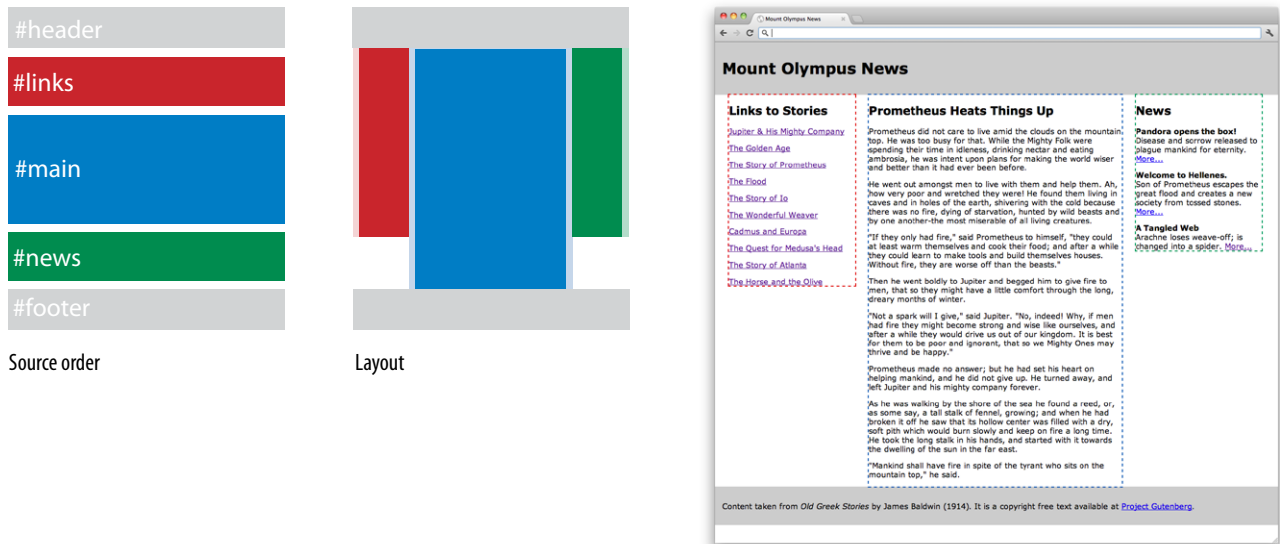 #header
#links
#main
#news
#footer
Source order
Layout
Mount Olympus News
Mount Olympus News
Links to Stories
Jupiter & His Mighty Company
The Golden Age
The Story of Prometheus
The Flood
The Story of Io
The Wonderful Weaver
Cadmus and Europa
The Quest for Medusa's Head
The Story of Atlanta
The Horse and the Olive
Prometheus Heats Things Up
Prometheus did not care to live amid the clouds on the mountain
top. He was too busy for that. While the Mighty Folk were
spending their time in idleness, drinking nectar and eating
ambrosia, he was intent upon plans for making the world wiser
and better than it had ever been before.
He went out amongst men to live with them and help them. Ah,
how very poor and wretched they were! He found them living in
caves and in holes of the earth, shivering with the cold because
there was no fire, dying of starvation, hunted by wild beasts and
by one another-the most miserable of all living creatures.
"If they only had fire," said Prometheus to himself, "they could
at least warm themselves and cook their food; and after a while
they could learn to make tools and build themselves houses.
Without fire, they are worse off than the beasts."
Then he went boldly to Jupiter and begged him to give fire to
men, that so they might have a little comfort through the long,
dreary months of winter.
"Not a spark will I give," said Jupiter. "No, indeed! Why, if men
had fire they might become strong and wise like ourselves, and
after a while they would drive us out of our kingdom. It is best
for them to be poor and ignorant, that so we Mighty Ones may
thrive and be happy."
Prometheus made no answer; but he had set his heart on
helping mankind, and he did not give up. He turned away, and
left Jupiter and his mighty company forever.
As he was walking by the shore of the sea he found a reed, or,
as some say, a tall stalk of fennel, growing; and when he had
broken it off he saw that its hollow center was filled with a dry,
soft pith which would burn slowly and keep on fire a long time.
He took the long stalk in his hands, and started with it towards
the dwelling of the sun in the far east.
"Mankind shall have fire in spite of the tyrant who sits on the
mountain top," he said.
News
Pandora opens the box!
Disease and sorrow released to
plague mankind for eternity.
More...
Welcome to Hellenes.
Son of Prometheus escapes the
great flood and creates a new
society from tossed stones.
More...
A Tangled Web
Arachne loses weave-off; is
changed into a spider. More...
Content taken from Old Greek Stories by James Baldwin (1914). It is a copyright free text available at Project Gutenberg.